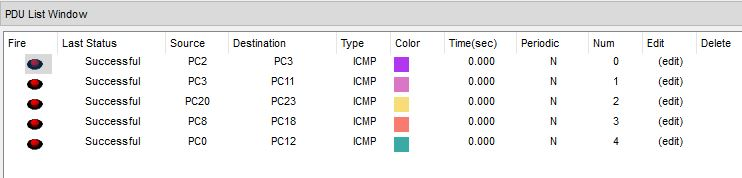 PDU List Window
Fire Last Status Source Destination Type Color Time(sec) Periodic Num Edit Delete
Successful PC2 PC3 ICMP 0.000 N 0 (edit)
Successful PC3 PC11 ICMP 0.000 N 1 (edit)
Successful PC20 PC23 ICMP 0.000 N 2 (edit)
Successful PC8 PC18 ICMP 0.000 N 3 (edit)
Successful PC0 PC12 ICMP 0.000 N 4 (edit)